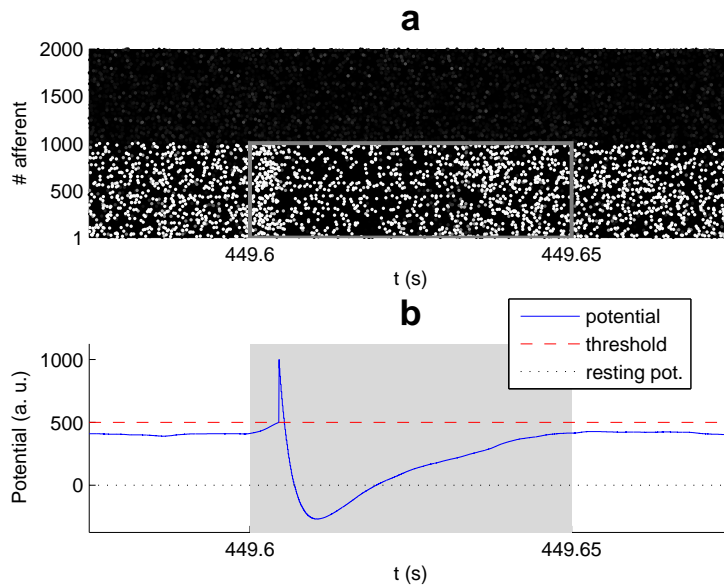 a
2000
1500
1000
500
1
# afferent
449.6 449.65
t (s)
b
potential
threshold
resting pot.
1000
500
0
Potential (a. u.)
449.6 449.65
t (s)